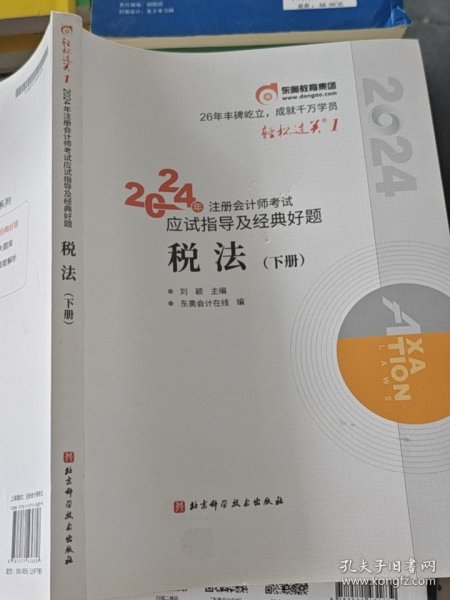 东奥教育集团
www.dongao.com
26年丰碑屹立，成就千万学员
轻松过关®1
2024
2024年 注册会计师考试
应试指导及经典好题
税法（下册）
刘 颖 主编
东奥会计在线 编
AXATION
LAWS
北京科学技术出版社
轻松过关1
2024年注册会计师考试应试指导及经典好题
税法
（下册）
北京科学技术出版社
孔夫子旧书网